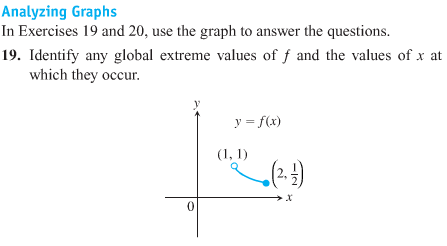 Analyzing Graphs
In Exercises 19 and 20, use the graph to answer the questions.
19. Identify any global extreme values of f and the values of x at
which they occur.
y
y = f(x)
(1, 1)
(2, 1/2)
x
0